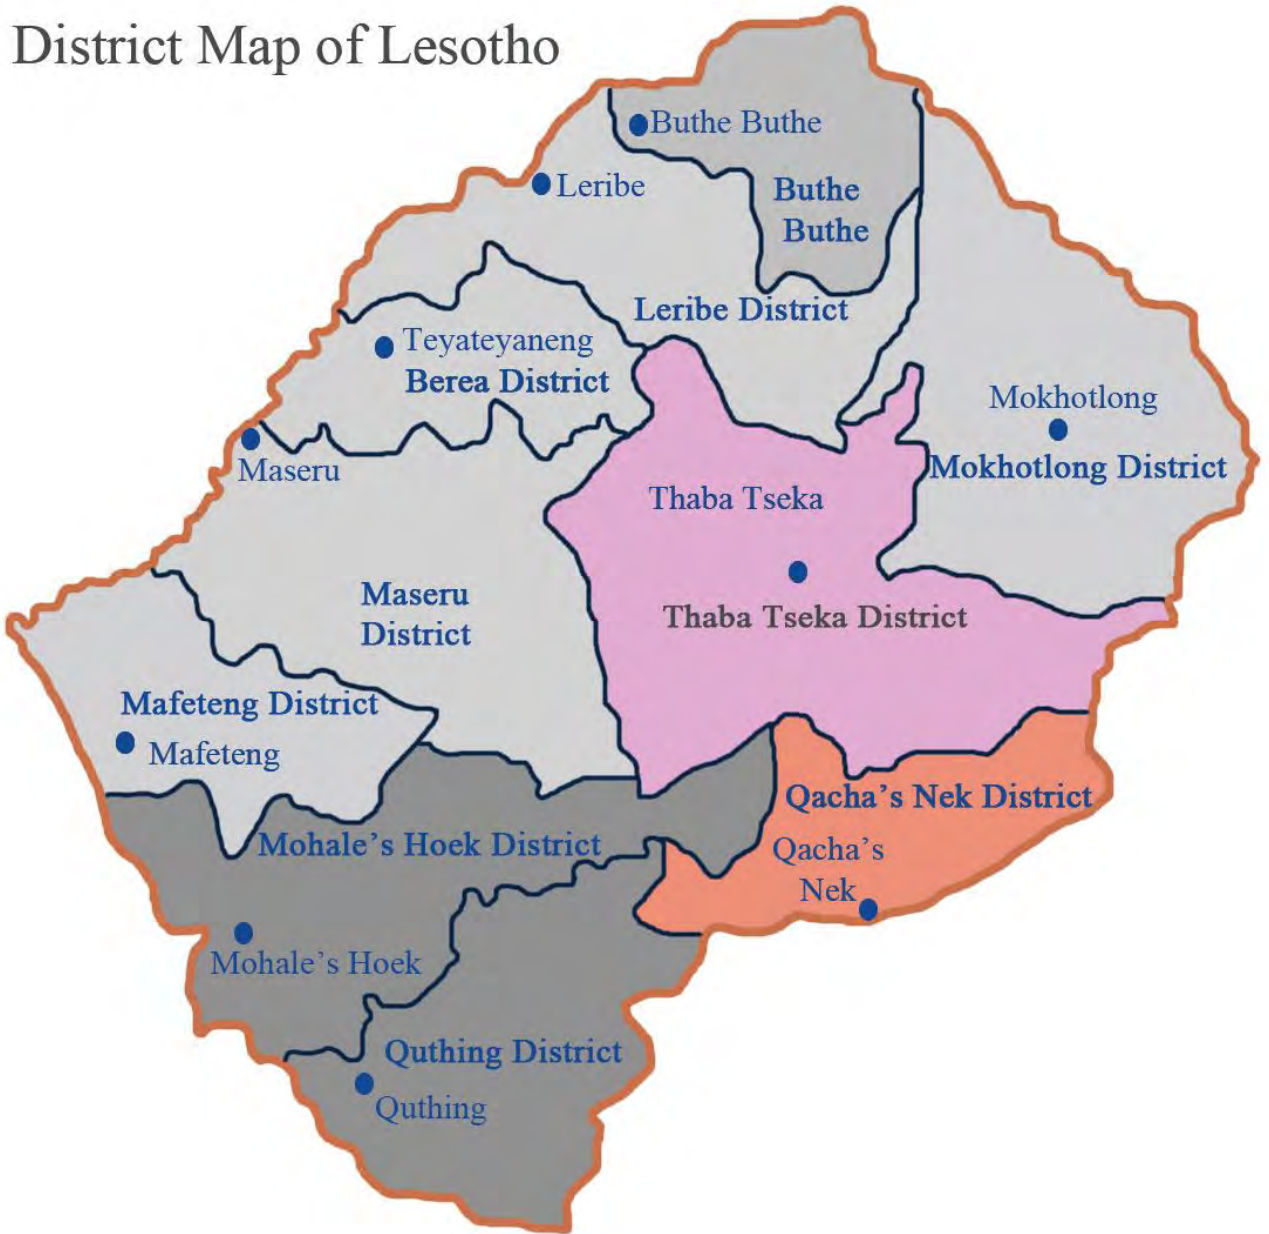 District Map of Lesotho
Buthe Buthe
Leribe
Buthe
Buthe
Leribe District
Teyateyaneng
Berea District
Mokhotlong
Mokhotlong District
Maseru
Thaba Tseka
Maseru
District
Thaba Tseka District
Mafeteng District
Mafeteng
Qacha's Nek District
Mohale's Hoek District
Qacha's
Nek
Mohale's Hoek
Quthing District
Quthing